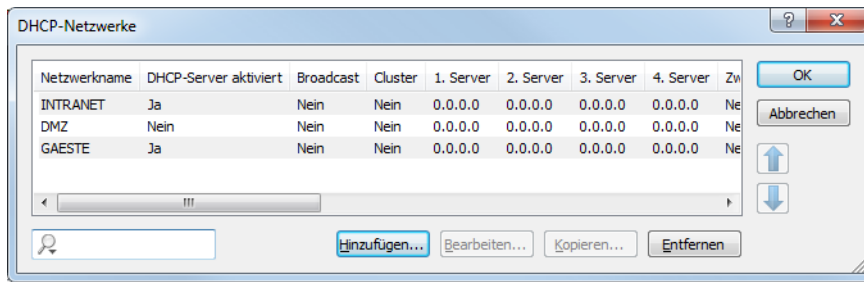 DHCP-Netzwerke
Netzwerkname DHCP-Server aktiviert Broadcast Cluster 1. Server 2. Server 3. Server 4. Server Zw
INTRANET Ja Nein Nein 0.0.0.0 0.0.0.0 0.0.0.0 0.0.0.0 Ne
DMZ Nein Nein Nein 0.0.0.0 0.0.0.0 0.0.0.0 0.0.0.0 Ne
GAESTE Ja Nein Nein 0.0.0.0 0.0.0.0 0.0.0.0 0.0.0.0 Ne
OK
Abbrechen
Hinzufügen... Bearbeiten... Kopieren... Entfernen